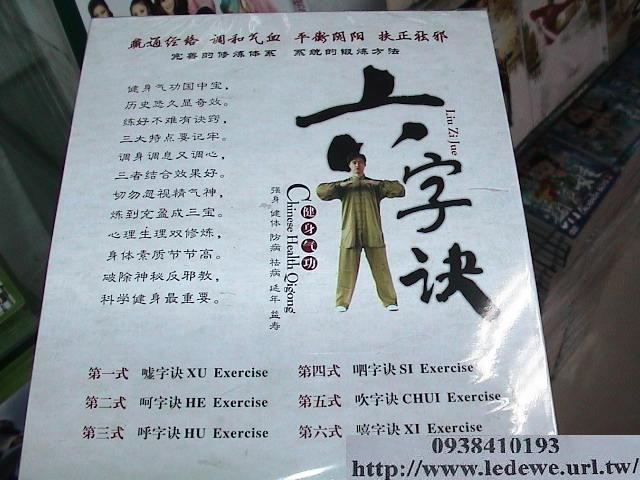 疏通经络 调和气血 平衡阴阳 扶正祛邪
完善的修炼体系 系统的锻炼方法
健身气功国中宝，
历史悠久显奇效。
练好不难有诀窍，
三大特点要记牢。
调身调息又调心，
三者结合效果好。
切勿忽视精气神，
炼到充盈成三宝。
心理生理双修炼，
身体素质节节高。
破除神秘反邪教，
科学健身最重要。
六字诀
Liu Zi Jue
健身气功
Chinese Health Qigong
强身 健体 防病 祛病 延年 益寿
第一式 嘘字诀 XU Exercise
第二式 呵字诀 HE Exercise
第三式 呼字诀 HU Exercise
第四式 呬字诀 SI Exercise
第五式 吹字诀 CHUI Exercise
第六式 嘻字诀 XI Exercise
0938410193
http://www.ledewe.url.tw/